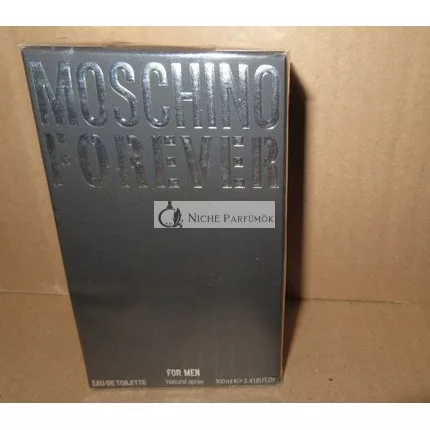 MOSCHINO
FOREVER
NICHE PARFÜMÖK
FOR MEN
EAU DE TOILETTE Natural spray 100 ml ℮ 3.4 US FL.OZ